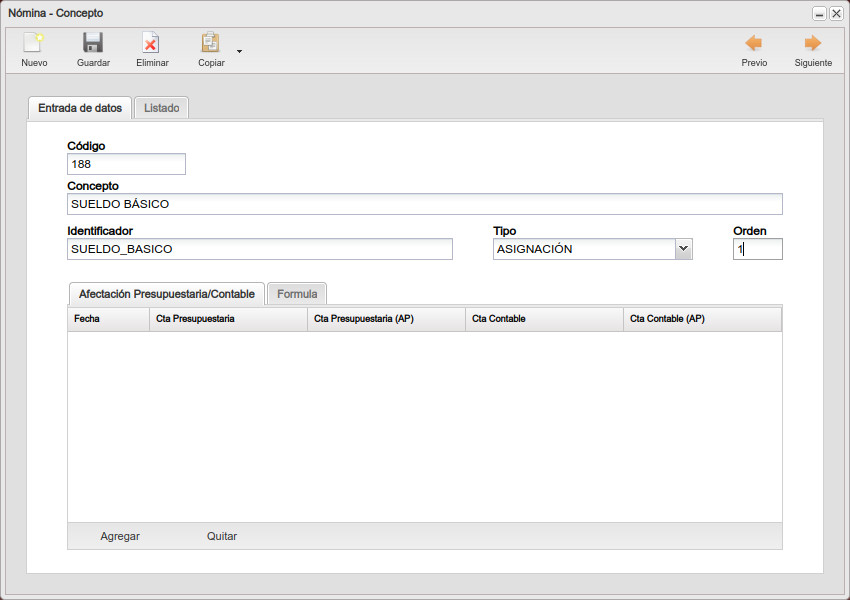 Nómina - Concepto
Nuevo Guardar Eliminar Copiar Previo Siguiente
Entrada de datos Listado
Código
188
Concepto
SUELDO BÁSICO
Identificador Tipo Orden
SUELDO_BASICO ASIGNACIÓN 1
Afectación Presupuestaria/Contable Formula
Fecha Cta Presupuestaria Cta Presupuestaria (AP) Cta Contable Cta Contable (AP)
Agregar Quitar